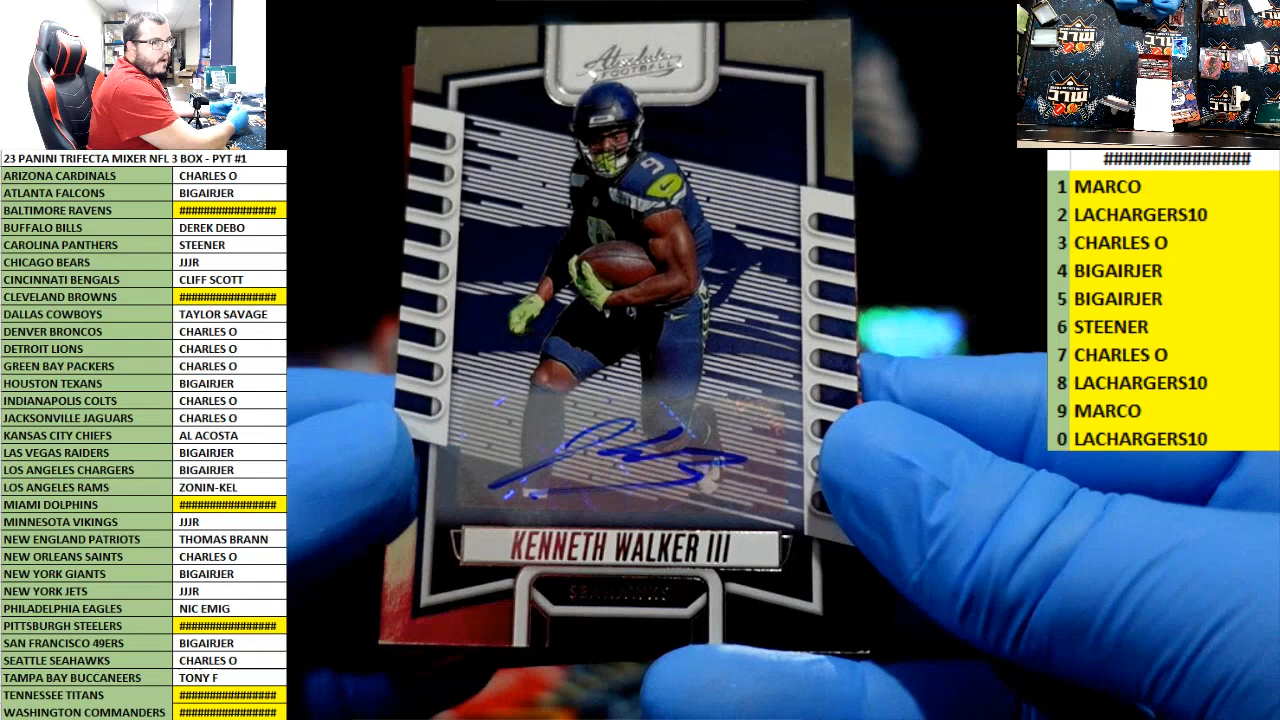 23 PANINI TRIFECTA MIXER NFL 3 BOX - PYT #1
ARIZONA CARDINALS CHARLES O
ATLANTA FALCONS BIGAIRJER
BALTIMORE RAVENS ################
BUFFALO BILLS DEREK DEBO
CAROLINA PANTHERS STEENER
CHICAGO BEARS JJJR
CINCINNATI BENGALS CLIFF SCOTT
CLEVELAND BROWNS ################
DALLAS COWBOYS TAYLOR SAVAGE
DENVER BRONCOS CHARLES O
DETROIT LIONS CHARLES O
GREEN BAY PACKERS CHARLES O
HOUSTON TEXANS BIGAIRJER
INDIANAPOLIS COLTS CHARLES O
JACKSONVILLE JAGUARS CHARLES O
KANSAS CITY CHIEFS AL ACOSTA
LAS VEGAS RAIDERS BIGAIRJER
LOS ANGELES CHARGERS BIGAIRJER
LOS ANGELES RAMS ZONIN-KEL
MIAMI DOLPHINS ################
MINNESOTA VIKINGS JJJR
NEW ENGLAND PATRIOTS THOMAS BRANN
NEW ORLEANS SAINTS CHARLES O
NEW YORK GIANTS BIGAIRJER
NEW YORK JETS JJJR
PHILADELPHIA EAGLES NIC EMIG
PITTSBURGH STEELERS ################
SAN FRANCISCO 49ERS BIGAIRJER
SEATTLE SEAHAWKS CHARLES O
TAMPA BAY BUCCANEERS TONY F
TENNESSEE TITANS ################
WASHINGTON COMMANDERS ################
Absolute
FOOTBALL
9
KENNETH WALKER III
SEAHAWKS
################
1 MARCO
2 LACHARGERS10
3 CHARLES O
4 BIGAIRJER
5 BIGAIRJER
6 STEENER
7 CHARLES O
8 LACHARGERS10
9 MARCO
0 LACHARGERS10